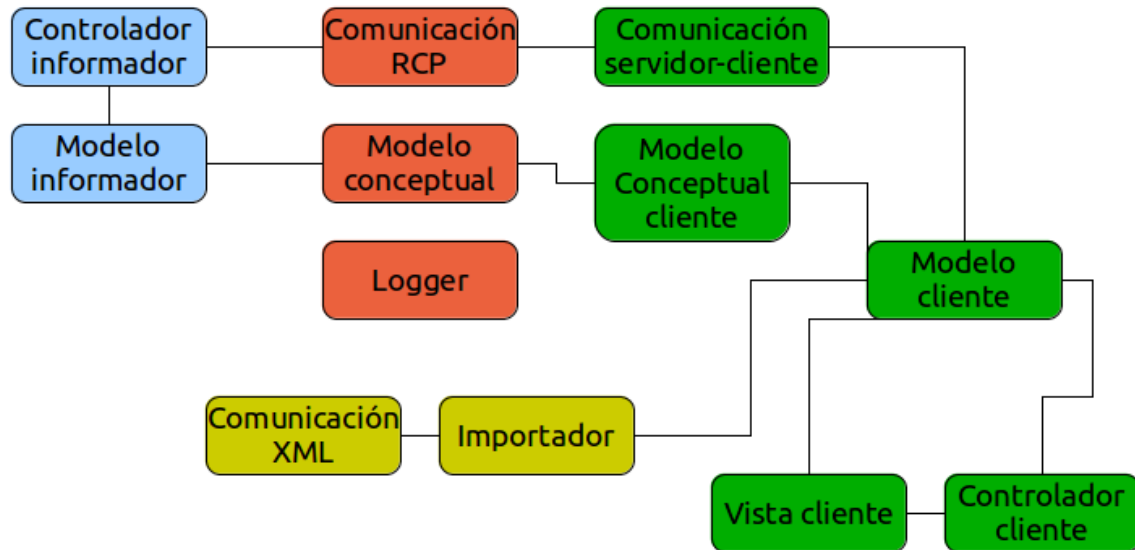 Controlador
informador
Comunicación
RCP
Comunicación
servidor-cliente
Modelo
informador
Modelo
conceptual
Modelo
Conceptual
cliente
Logger
Modelo
cliente
Comunicación
XML
Importador
Vista cliente
Controlador
cliente